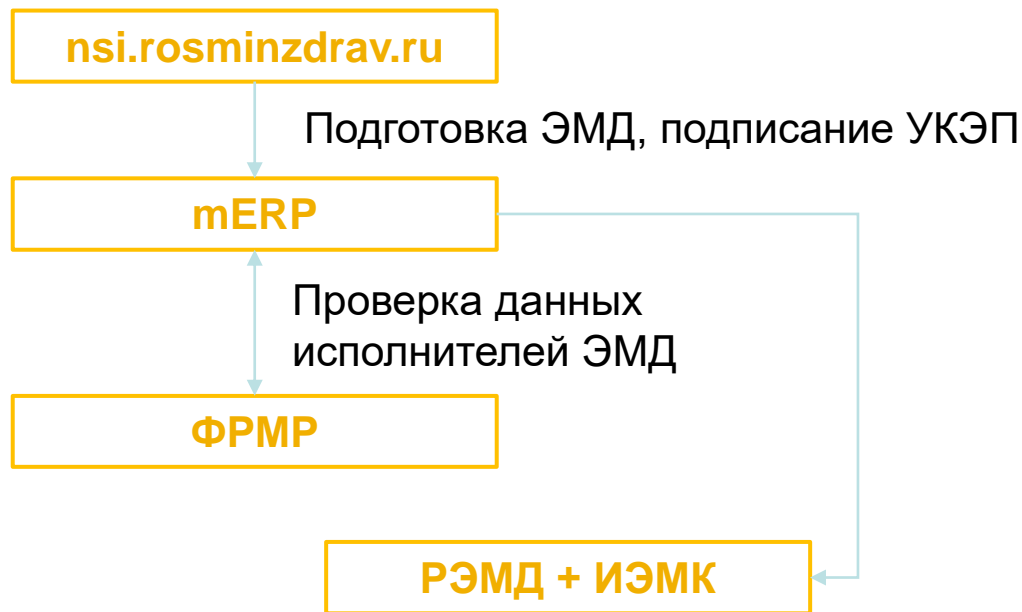 nsi.rosminzdrav.ru
Подготовка ЭМД, подписание УКЭП
mERP
Проверка данных
исполнителей ЭМД
ФРМР
РЭМД + ИЭМК